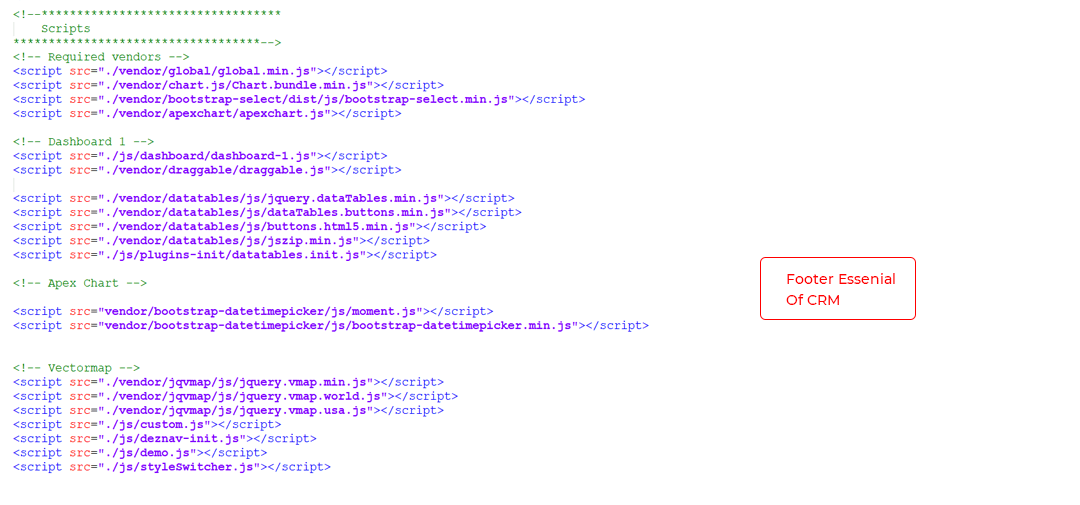 <!--**********************************
    Scripts
***********************************-->
<!-- Required vendors -->
<script src="./vendor/global/global.min.js"></script>
<script src="./vendor/chart.js/Chart.bundle.min.js"></script>
<script src="./vendor/bootstrap-select/dist/js/bootstrap-select.min.js"></script>
<script src="./vendor/apexchart/apexchart.js"></script>
<!-- Dashboard 1 -->
<script src="./js/dashboard/dashboard-1.js"></script>
<script src="./vendor/draggable/draggable.js"></script>
<script src="./vendor/datatables/js/jquery.dataTables.min.js"></script>
<script src="./vendor/datatables/js/dataTables.buttons.min.js"></script>
<script src="./vendor/datatables/js/buttons.html5.min.js"></script>
<script src="./vendor/datatables/js/jszip.min.js"></script>
<script src="./js/plugins-init/datatables.init.js"></script>
<!-- Apex Chart -->
<script src="vendor/bootstrap-datetimepicker/js/moment.js"></script>
<script src="vendor/bootstrap-datetimepicker/js/bootstrap-datetimepicker.min.js"></script>
<!-- Vectormap -->
<script src="./vendor/jqvmap/js/jquery.vmap.min.js"></script>
<script src="./vendor/jqvmap/js/jquery.vmap.world.js"></script>
<script src="./vendor/jqvmap/js/jquery.vmap.usa.js"></script>
<script src="./js/custom.js"></script>
<script src="./js/deznav-init.js"></script>
<script src="./js/demo.js"></script>
<script src="./js/styleSwitcher.js"></script>
Footer Essenial
Of CRM